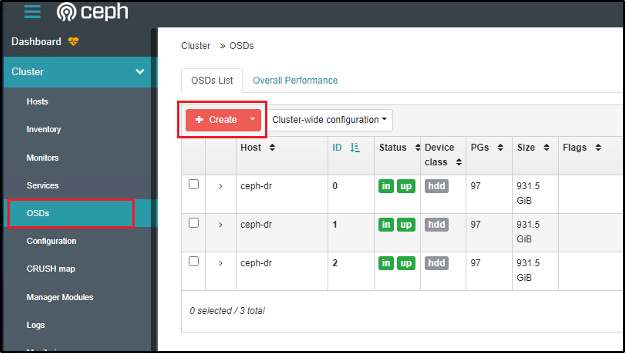 ceph
Dashboard
Cluster
Hosts
Inventory
Monitors
Services
OSDs
Configuration
CRUSH map
Manager Modules
Logs
Cluster » OSDs
OSDs List Overall Performance
+ Create Cluster-wide configuration
Host ID Status Device class PGs Size Flags
ceph-dr 0 in up hdd 97 931.5 GiB
ceph-dr 1 in up hdd 97 931.5 GiB
ceph-dr 2 in up hdd 97 931.5 GiB
0 selected / 3 total